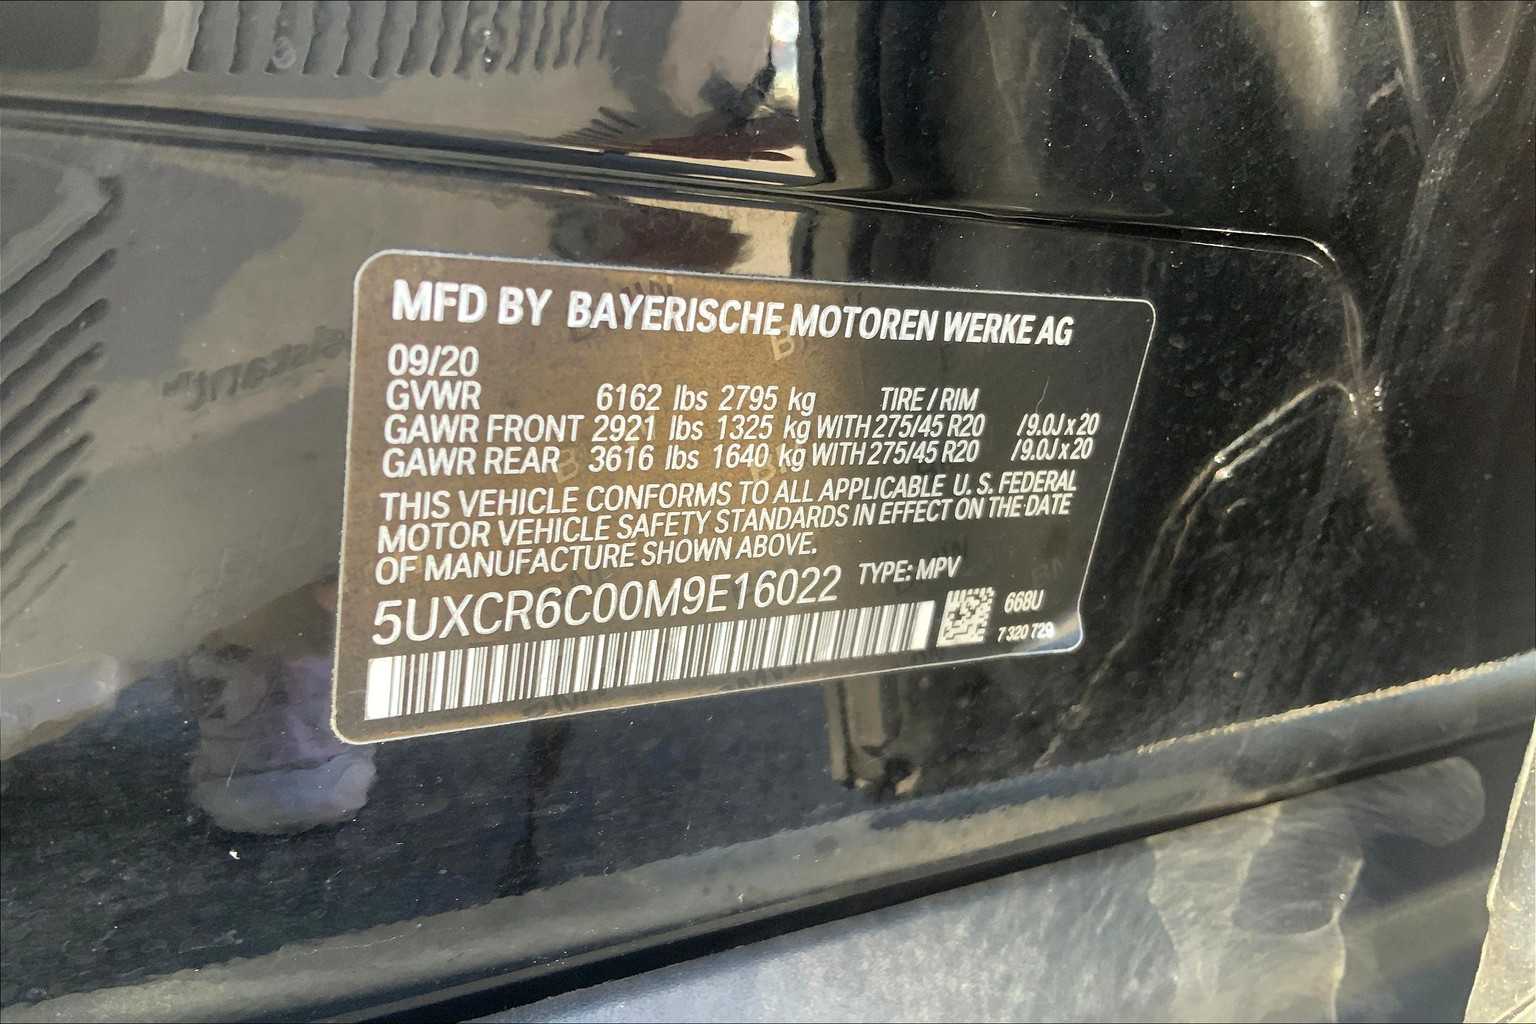 MFD BY BAYERISCHE MOTOREN WERKE AG
09/20
GVWR 6162 lbs 2795 kg TIRE / RIM
GAWR FRONT 2921 lbs 1325 kg WITH 275/45 R20 /9.0J x 20
GAWR REAR 3616 lbs 1640 kg WITH 275/45 R20 /9.0J x 20
THIS VEHICLE CONFORMS TO ALL APPLICABLE U. S. FEDERAL
MOTOR VEHICLE SAFETY STANDARDS IN EFFECT ON THE DATE
OF MANUFACTURE SHOWN ABOVE.
5UXCR6C00M9E16022 TYPE: MPV
668U
7 320 729